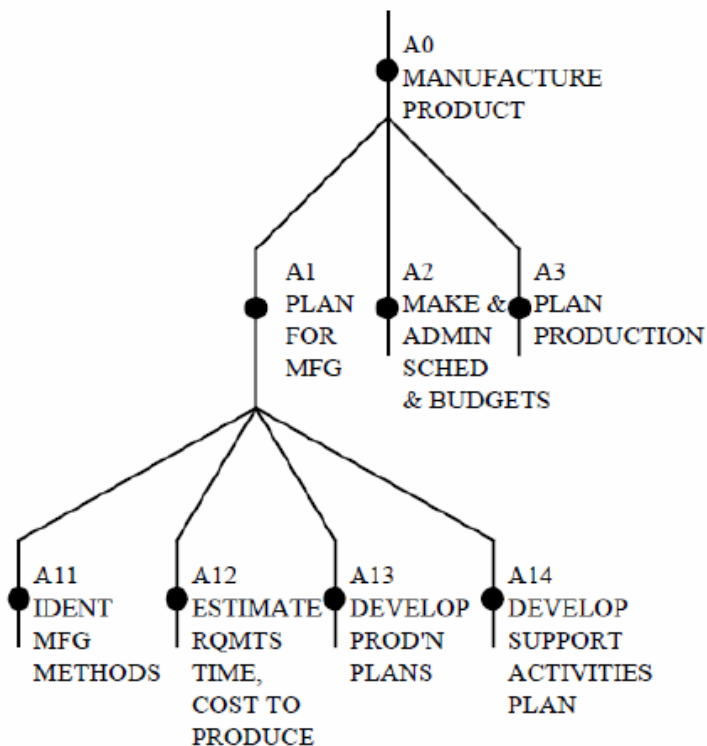 A0
MANUFACTURE
PRODUCT
A1
PLAN
FOR
MFG
A2
MAKE &
ADMIN
SCHED
& BUDGETS
A3
PLAN
PRODUCTION
A11
IDENT
MFG
METHODS
A12
ESTIMATE
RQMTS
TIME,
COST TO
PRODUCE
A13
DEVELOP
PROD'N
PLANS
A14
DEVELOP
SUPPORT
ACTIVITIES
PLAN